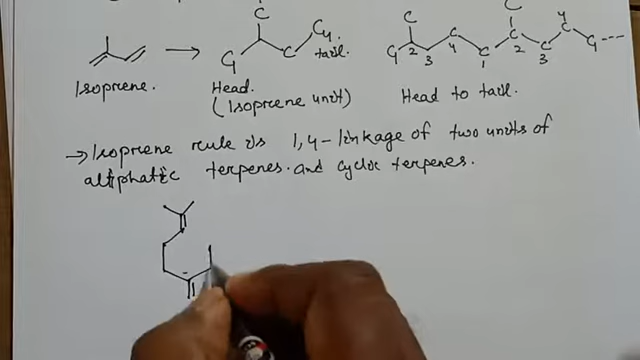 C C C
C₁ C C₄ tail. C₁ 2 3 C 4 C 1 C 2 C 3 C 4 C₁ ---
Isoprene. Head. Head to tail.
(Isoprene unit)
→ Isoprene rule is 1,4-linkage of two units of
aliphatic terpenes. and cyclic terpenes.